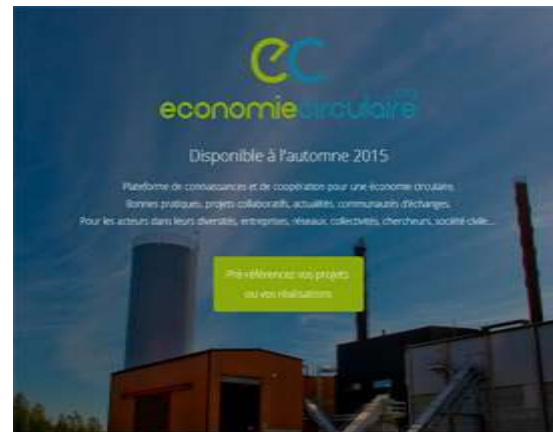 ec
economiecirculaire
Disponible à l'automne 2015
Plateforme de connaissances et de coopération pour une économie circulaire.
Bonnes pratiques, projets collaboratifs, actualités, communautés d'échanges.
Pour les acteurs dans leurs diversités, entreprises, réseaux, collectivités, chercheurs, société civile...
Pré-référencez vos projets
ou vos réalisations